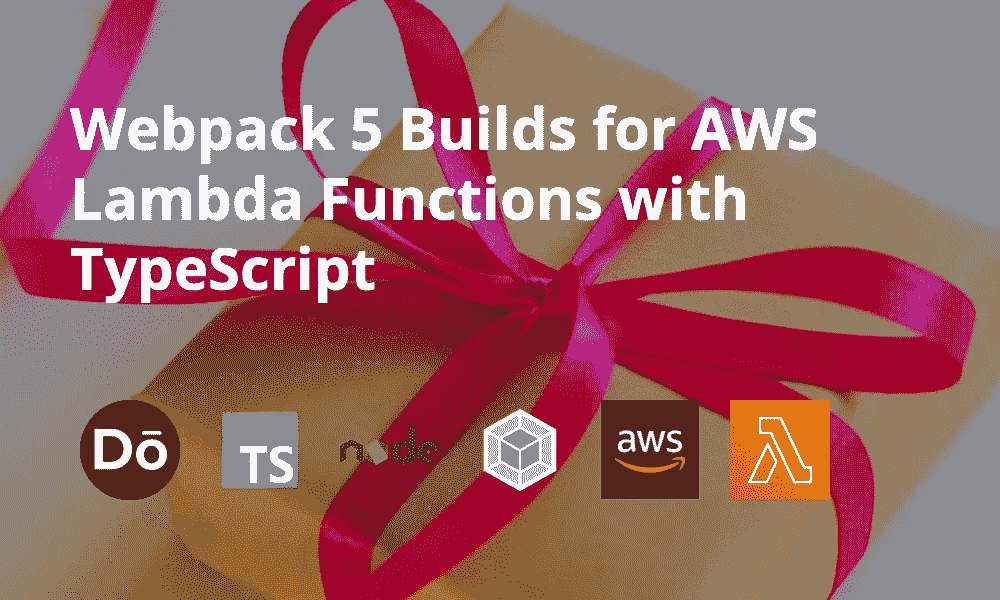 Webpack 5 Builds for AWS
Lambda Functions with
TypeScript
Dō
TS
node
aws